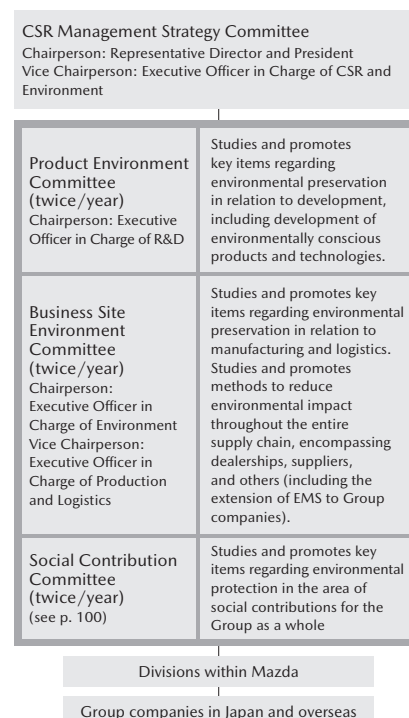 CSR Management Strategy Committee
Chairperson: Representative Director and President
Vice Chairperson: Executive Officer in Charge of CSR and
Environment
Product Environment
Committee
(twice/year)
Chairperson: Executive
Officer in Charge of R&D
Studies and promotes
key items regarding
environmental preservation
in relation to development,
including development of
environmentally conscious
products and technologies.
Business Site
Environment
Committee
(twice/year)
Chairperson:
Executive Officer in
Charge of Environment
Vice Chairperson:
Executive Officer in
Charge of Production
and Logistics
Studies and promotes key
items regarding environmental
preservation in relation to
manufacturing and logistics.
Studies and promotes
methods to reduce
environmental impact
throughout the entire
supply chain, encompassing
dealerships, suppliers,
and others (including the
extension of EMS to Group
companies).
Social Contribution
Committee
(twice/year)
(see p. 100)
Studies and promotes key
items regarding environmental
protection in the area of
social contributions for the
Group as a whole
Divisions within Mazda
Group companies in Japan and overseas